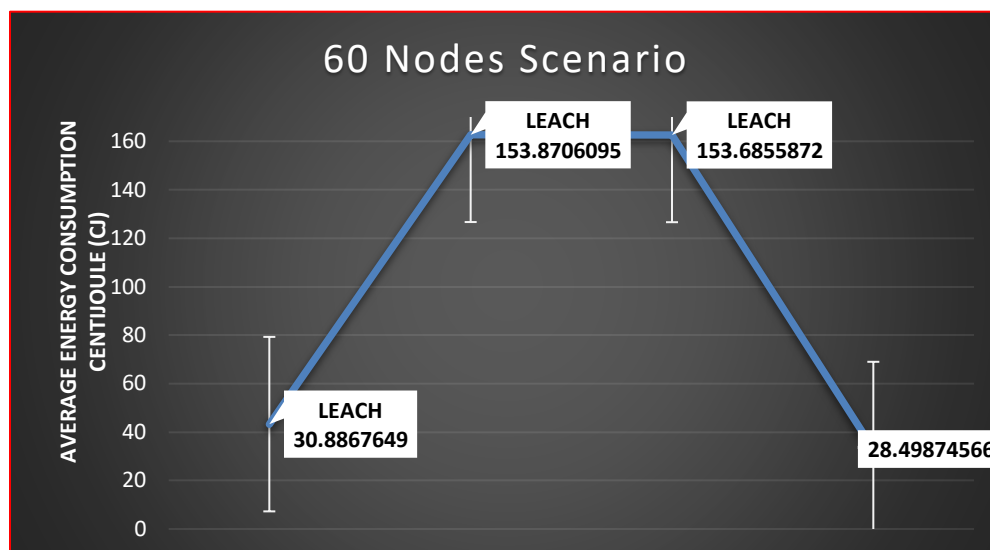 60 Nodes Scenario
AVERAGE ENERGY CONSUMPTION
CENTIJOULE (CJ)
160
140
120
100
80
60
40
20
0
LEACH
30.8867649
LEACH
153.8706095
LEACH
153.6855872
28.49874566